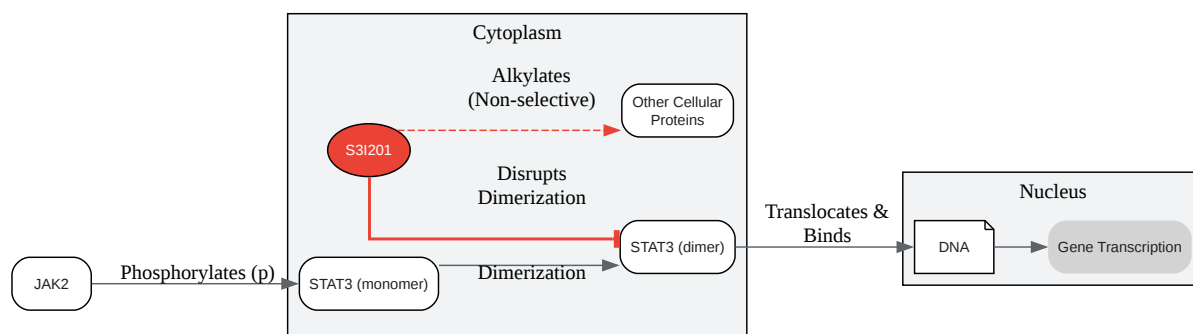 Cytoplasm
Alkylates
(Non-selective)
Other Cellular
Proteins
S3I201
Disrupts
Dimerization
Nucleus
Translocates &
Binds
STAT3 (dimer)
DNA
Gene Transcription
Phosphorylates (p)
Dimerization
JAK2
STAT3 (monomer)